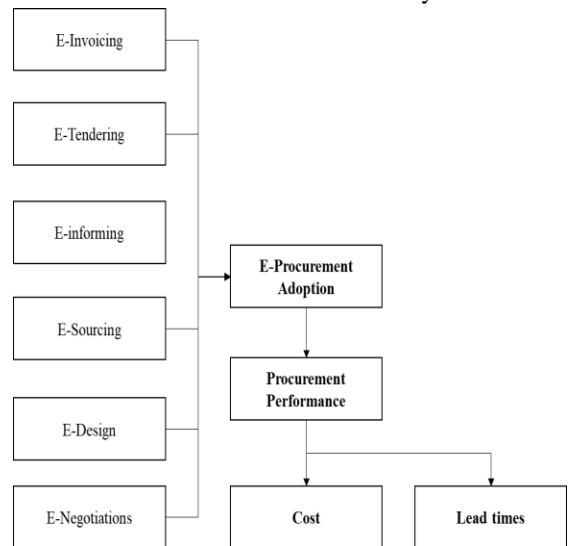 E-Invoicing
E-Tendering
E-informing
E-Procurement
Adoption
E-Sourcing
Procurement
Performance
E-Design
E-Negotiations
Cost
Lead times